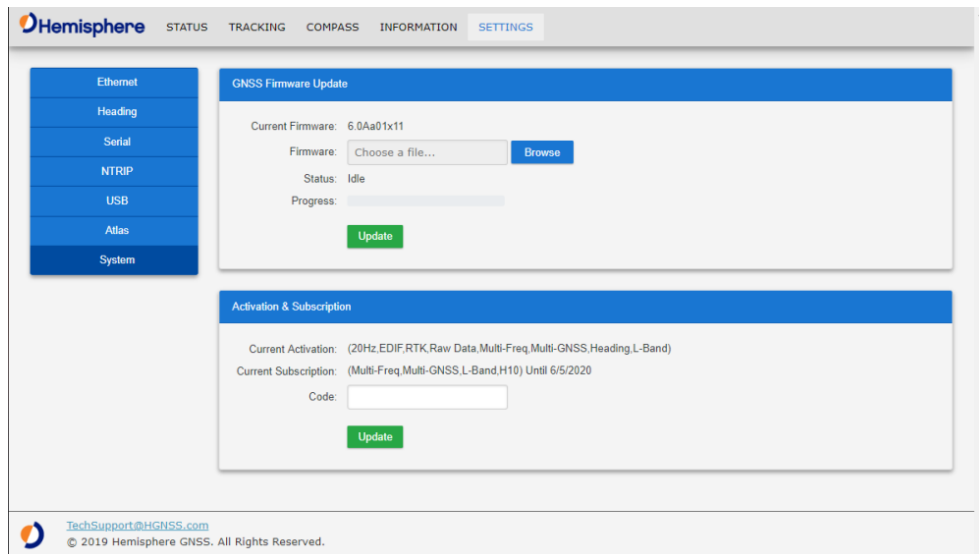 Hemisphere STATUS TRACKING COMPASS INFORMATION SETTINGS
Ethernet
Heading
Serial
NTRIP
USB
Atlas
System
GNSS Firmware Update
Current Firmware: 6.0Aa01x11
Firmware: Choose a file... Browse
Status: Idle
Progress:
Update
Activation & Subscription
Current Activation: (20Hz,EDIF,RTK,Raw Data,Multi-Freq,Multi-GNSS,Heading,L-Band)
Current Subscription: (Multi-Freq,Multi-GNSS,L-Band,H10) Until 6/5/2020
Code:
Update
TechSupport@HGNSS.com
© 2019 Hemisphere GNSS. All Rights Reserved.